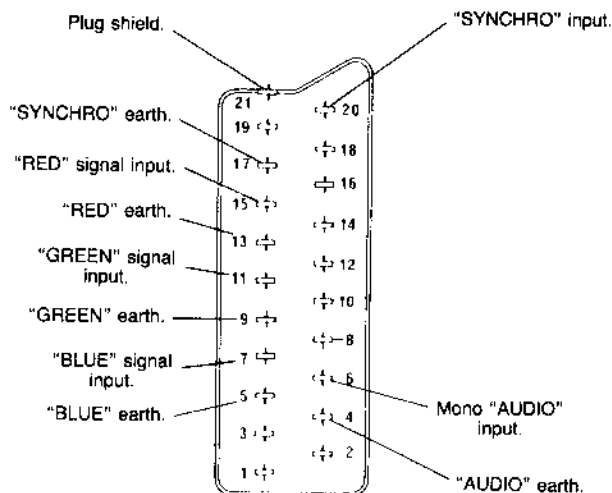 Plug shield.
"SYNCHRO" input.
21
20
19
"SYNCHRO" earth.
18
17
"RED" signal input.
16
15
"RED" earth.
14
13
"GREEN" signal
input.
12
11
10
"GREEN" earth.
9
8
"BLUE" signal
input.
7
6
Mono "AUDIO"
input.
5
"BLUE" earth.
4
3
2
"AUDIO" earth.
1